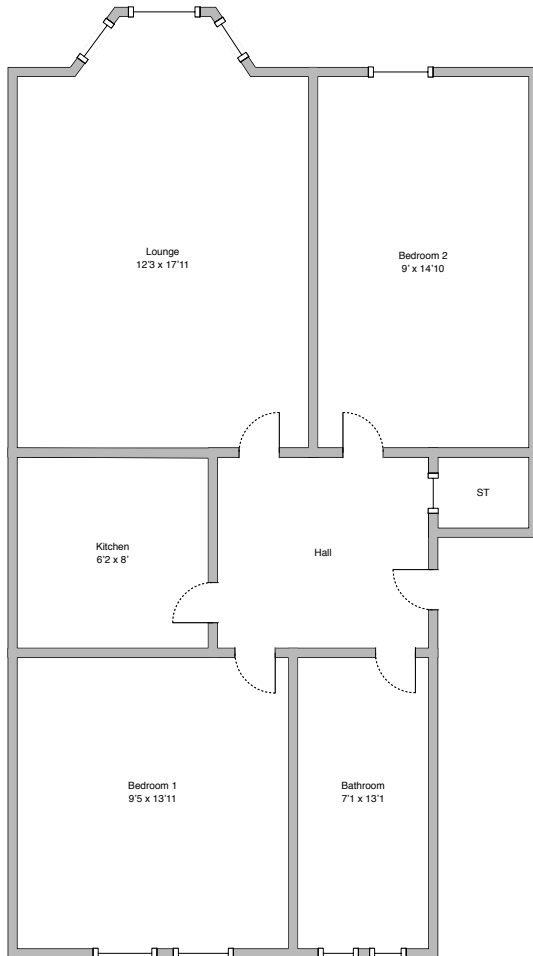 Lounge
12'3 x 17'11
Bedroom 2
9' x 14'10
ST
Kitchen
6'2 x 8'
Hall
Bedroom 1
9'5 x 13'11
Bathroom
7'1 x 13'1